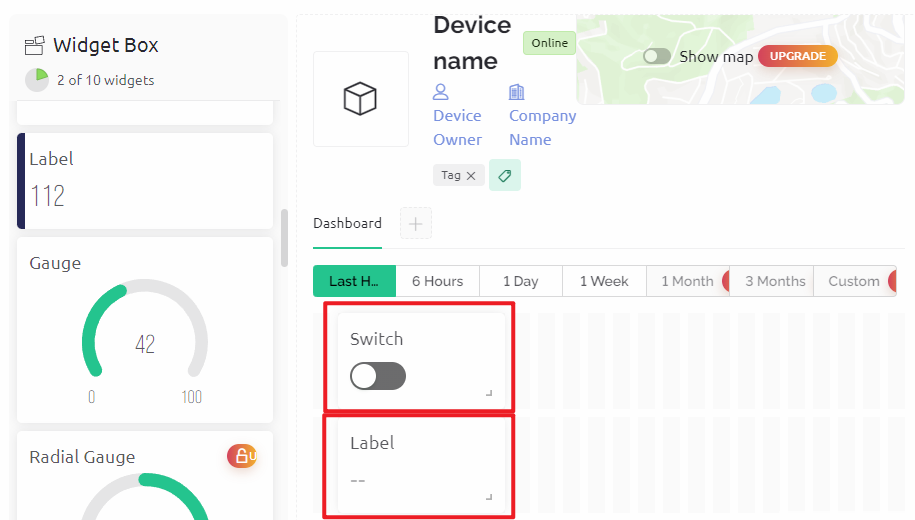 Widget Box
2 of 10 widgets
Label
112
Gauge
42
0 100
Radial Gauge
U
Device
name
Online
Device
Owner
Company
Name
Tag
Show map UPGRADE
Dashboard
Last H... 6 Hours 1 Day 1 Week 1 Month 3 Months Custom
Switch
Label
--